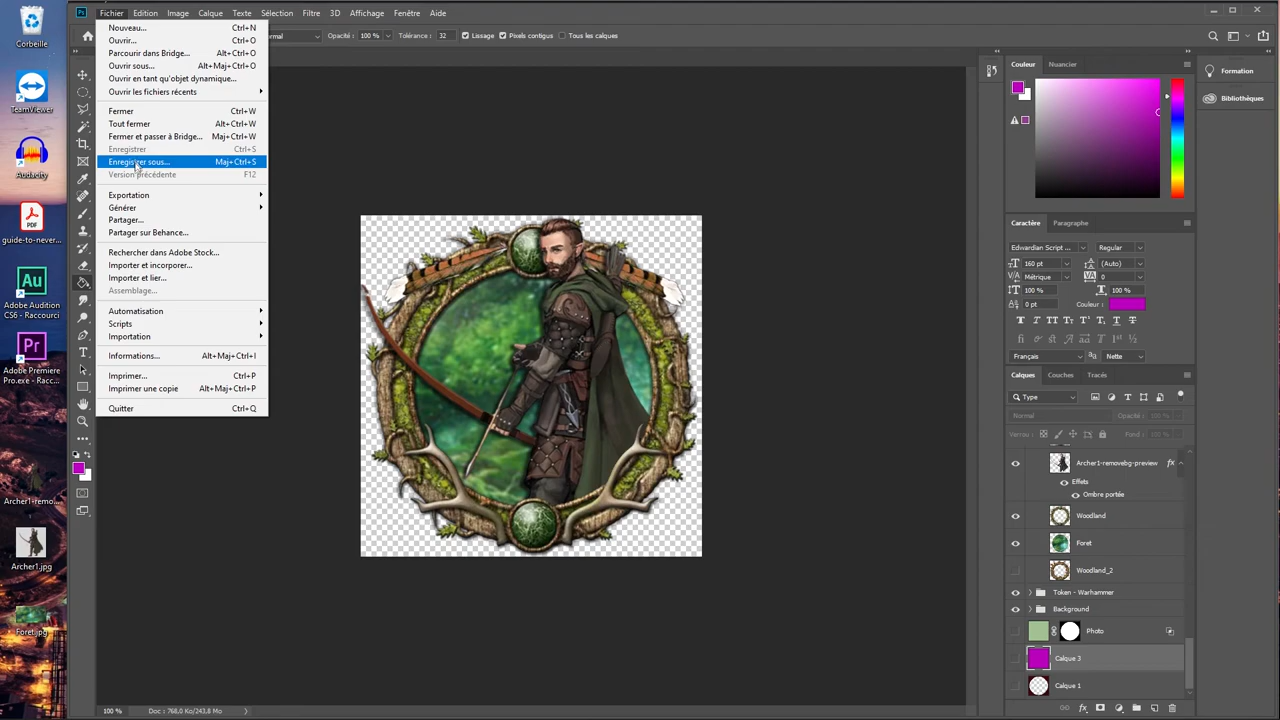 Corbeille
TeamViewer
Audacity
guide-to-never...
Adobe Audition
CS6 - Raccourci
Adobe Premiere
Pro.exe - Racc...
Archer1-remo...
Archer1.jpg
Foret.jpg
Ps
Fichier Edition Image Calque Texte Sélection Filtre 3D Affichage Fenêtre Aide
Opacité : 100 % Tolérance : 32 Lissage Pixels contigus Tous les calques
Nouveau... Ctrl+N
Ouvrir... Ctrl+O
Parcourir dans Bridge... Alt+Ctrl+O
Ouvrir sous... Alt+Maj+Ctrl+O
Ouvrir en tant qu'objet dynamique...
Ouvrir les fichiers récents
Fermer Ctrl+W
Tout fermer Alt+Ctrl+W
Fermer et passer à Bridge... Maj+Ctrl+W
Enregistrer Ctrl+S
Enregistrer sous... Maj+Ctrl+S
Version précédente F12
Exportation
Générer
Partager...
Partager sur Behance...
Rechercher dans Adobe Stock...
Importer et incorporer...
Importer et lier...
Assemblage...
Automatisation
Scripts
Importation
Informations... Alt+Maj+Ctrl+I
Imprimer... Ctrl+P
Imprimer une copie Alt+Maj+Ctrl+P
Quitter Ctrl+Q
100 % Doc : 768,0 Ko/243,8 Mo
Couleur Nuancier
Formation
Bibliothèques
Caractère Paragraphe
Edwardian Script ... Regular
160 pt (Auto)
Métrique 0
100 % 100 %
0 pt Couleur :
Français Nette
Calques Couches Tracés
Type
Normal Opacité : 100 %
Verrou : Fond : 100 %
Archer1-removebg-preview fx
Effets
Ombre portée
Woodland
Foret
Woodland_2
Token - Warhammer
Background
Photo
Calque 3
Calque 1